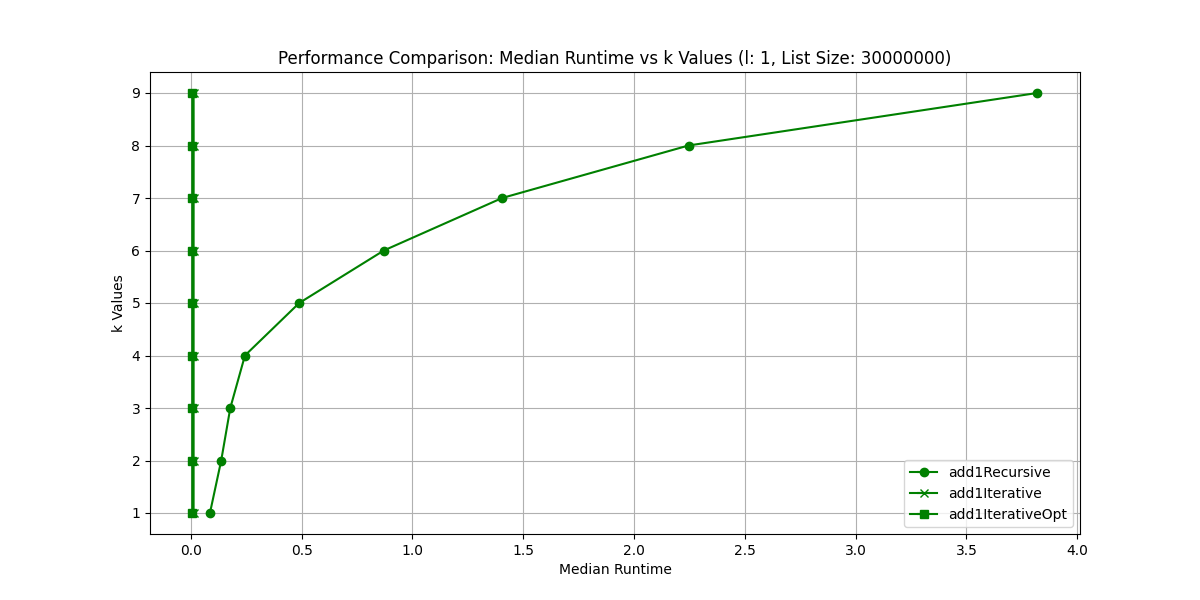 Performance Comparison: Median Runtime vs k Values (l: 1, List Size: 30000000)
k Values
9
8
7
6
5
4
3
2
1
add1Recursive
add1Iterative
add1IterativeOpt
0.0 0.5 1.0 1.5 2.0 2.5 3.0 3.5 4.0
Median Runtime